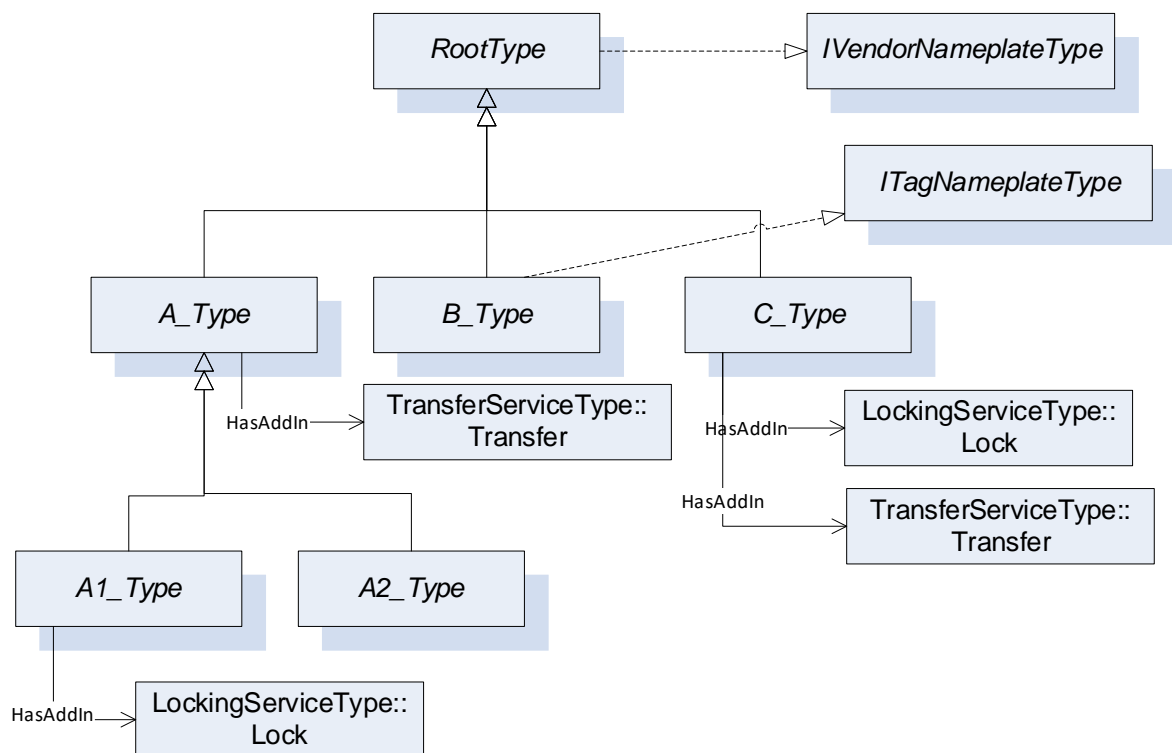 RootType
IVendorNameplateType
ITagNameplateType
A_Type
B_Type
C_Type
HasAddIn
TransferServiceType::
Transfer
HasAddIn
LockingServiceType::
Lock
HasAddIn
TransferServiceType::
Transfer
A1_Type
A2_Type
HasAddIn
LockingServiceType::
Lock